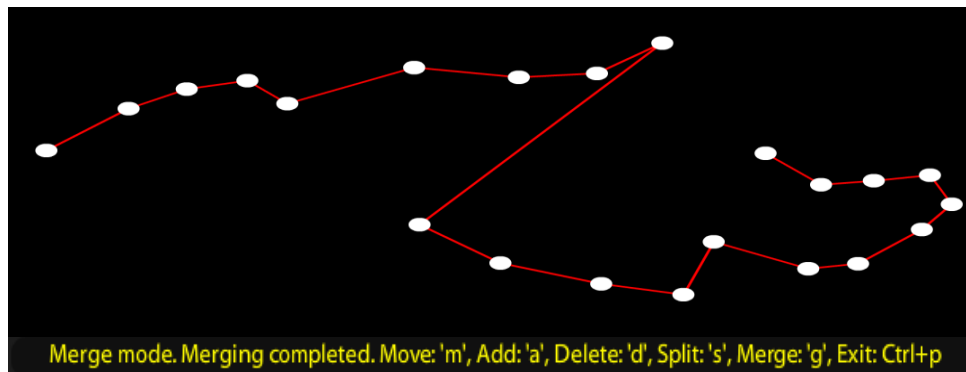 Merge mode. Merging completed. Move: 'm', Add: 'a', Delete: 'd', Split: 's', Merge: 'g', Exit: Ctrl+p